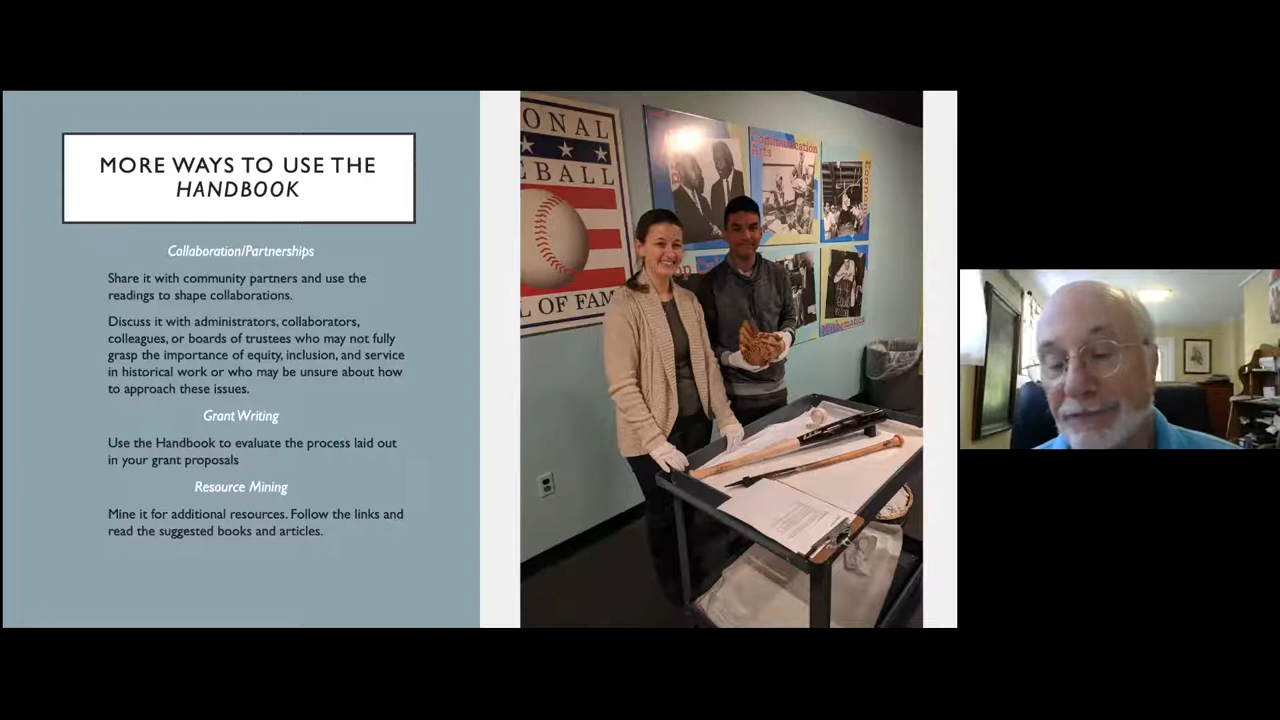 MORE WAYS TO USE THE
HANDBOOK
Collaboration/Partnerships
Share it with community partners and use the
readings to shape collaborations.
Discuss it with administrators, collaborators,
colleagues, or boards of trustees who may not fully
grasp the importance of equity, inclusion, and service
in historical work or who may be unsure about how
to approach these issues.
Grant Writing
Use the Handbook to evaluate the process laid out
in your grant proposals
Resource Mining
Mine it for additional resources. Follow the links and
read the suggested books and articles.
ONAL
EBALL
L OF FAM
Communication
Arts
Economics
Mathematics